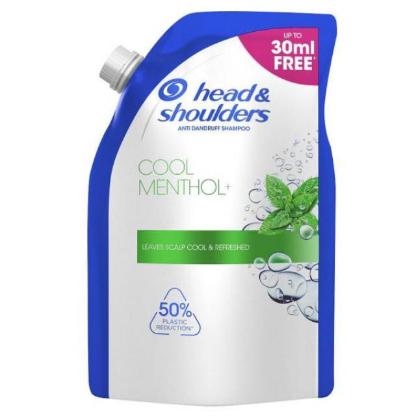 UP TO
30ml
FREE*
head&
shoulders
ANTI DANDRUFF SHAMPOO
COOL
MENTHOL+
LEAVES SCALP COOL & REFRESHED
50%
PLASTIC
REDUCTION**